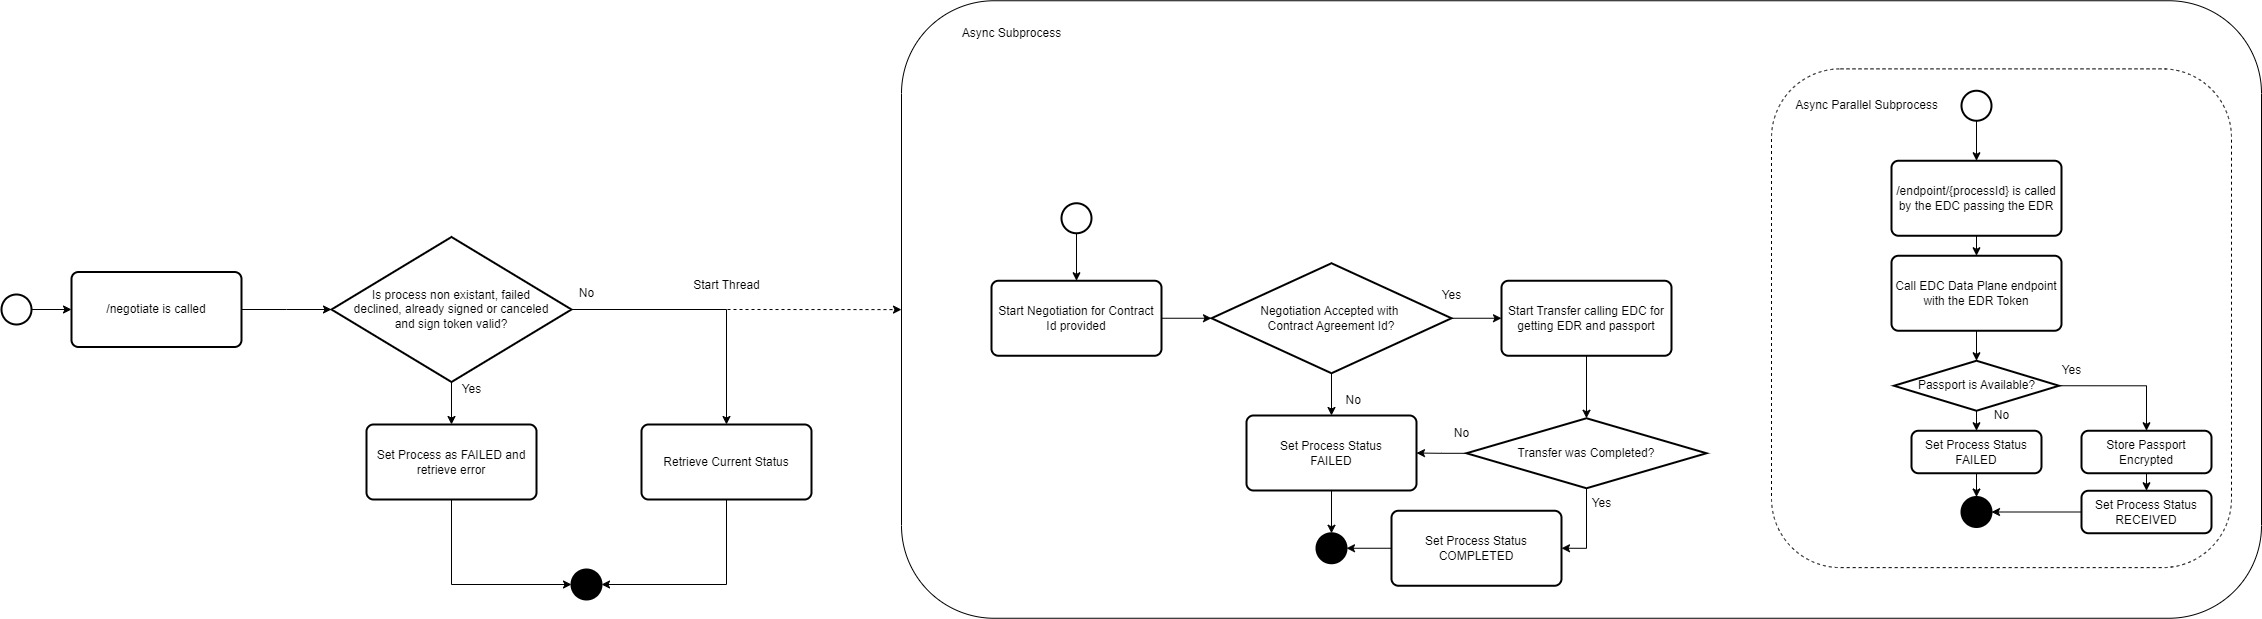 /negotiate is called
Is process non existant, failed
declined, already signed or canceled
and sign token valid?
No
Yes
Start Thread
Set Process as FAILED and
retrieve error
Retrieve Current Status
Async Subprocess
Start Negotiation for Contract
Id provided
Negotiation Accepted with
Contract Agreement Id?
Yes
No
Start Transfer calling EDC for
getting EDR and passport
Set Process Status
FAILED
No
Transfer was Completed?
Yes
Set Process Status
COMPLETED
Async Parallel Subprocess
/endpoint/{processId} is called
by the EDC passing the EDR
Call EDC Data Plane endpoint
with the EDR Token
Passport is Available?
Yes
No
Set Process Status
FAILED
Store Passport
Encrypted
Set Process Status
RECEIVED